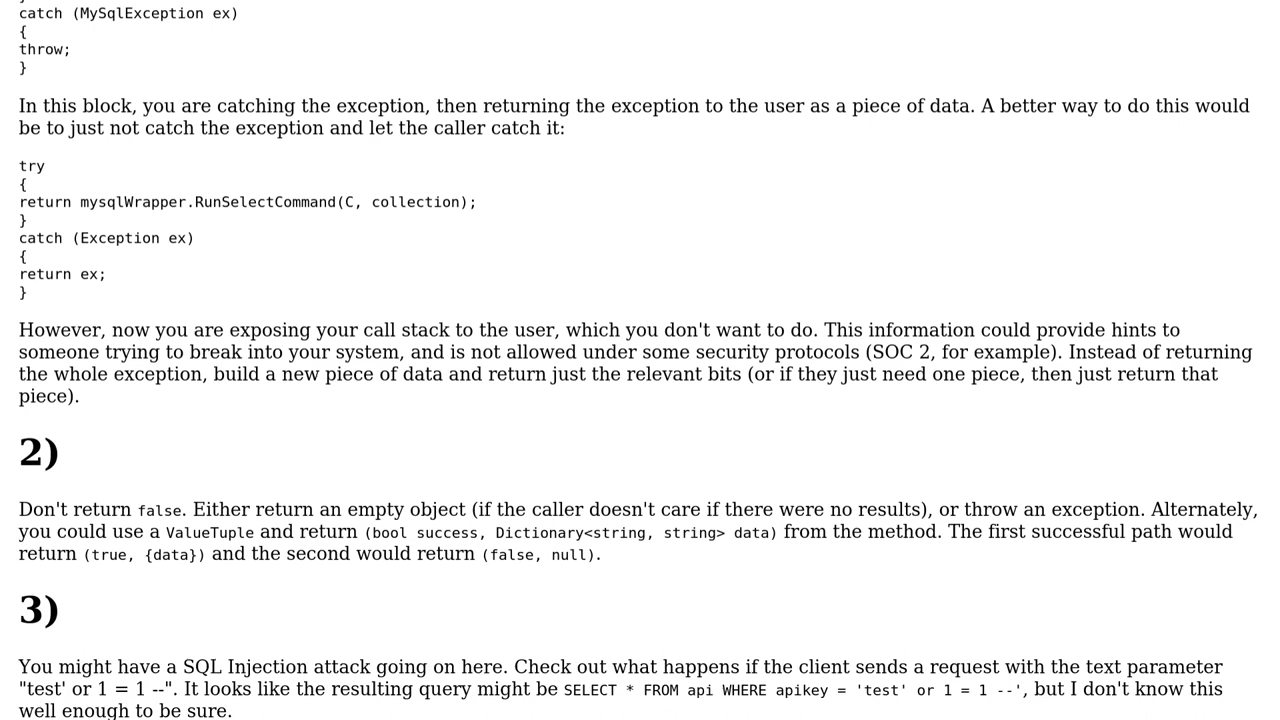 catch (MySqlException ex)
{
throw;
}
In this block, you are catching the exception, then returning the exception to the user as a piece of data. A better way to do this would
be to just not catch the exception and let the caller catch it:
try
{
return mysqlWrapper.RunSelectCommand(C, collection);
}
catch (Exception ex)
{
return ex;
}
However, now you are exposing your call stack to the user, which you don't want to do. This information could provide hints to
someone trying to break into your system, and is not allowed under some security protocols (SOC 2, for example). Instead of returning
the whole exception, build a new piece of data and return just the relevant bits (or if they just need one piece, then just return that
piece).
2)
Don't return false. Either return an empty object (if the caller doesn't care if there were no results), or throw an exception. Alternately,
you could use a ValueTuple and return (bool success, Dictionary<string, string> data) from the method. The first successful path would
return (true, {data}) and the second would return (false, null).
3)
You might have a SQL Injection attack going on here. Check out what happens if the client sends a request with the text parameter
"test' or 1 = 1 --". It looks like the resulting query might be SELECT * FROM api WHERE apikey = 'test' or 1 = 1 --', but I don't know this
well enough to be sure.